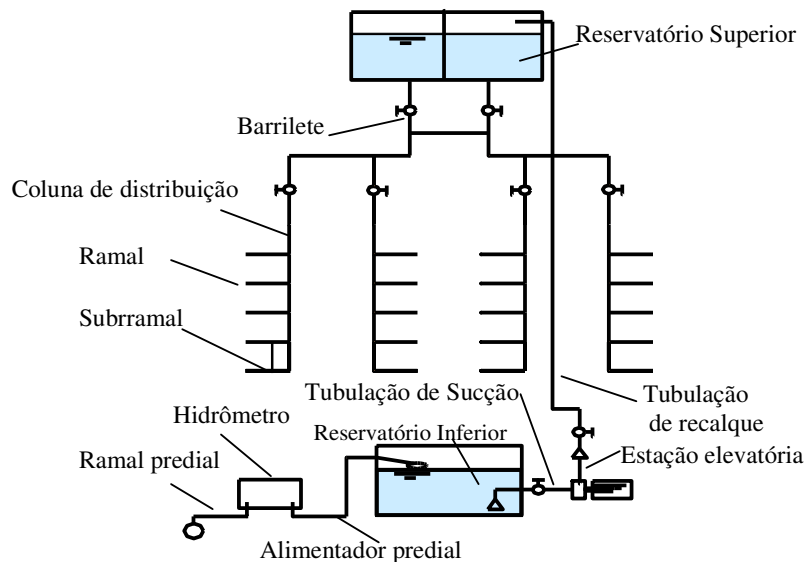 Reservatório Superior
Barrilete
Coluna de distribuição
Ramal
Subrramal
Tubulação de Sucção
Tubulação
de recalque
Hidrômetro
Reservatório Inferior
Estação elevatória
Ramal predial
Alimentador predial